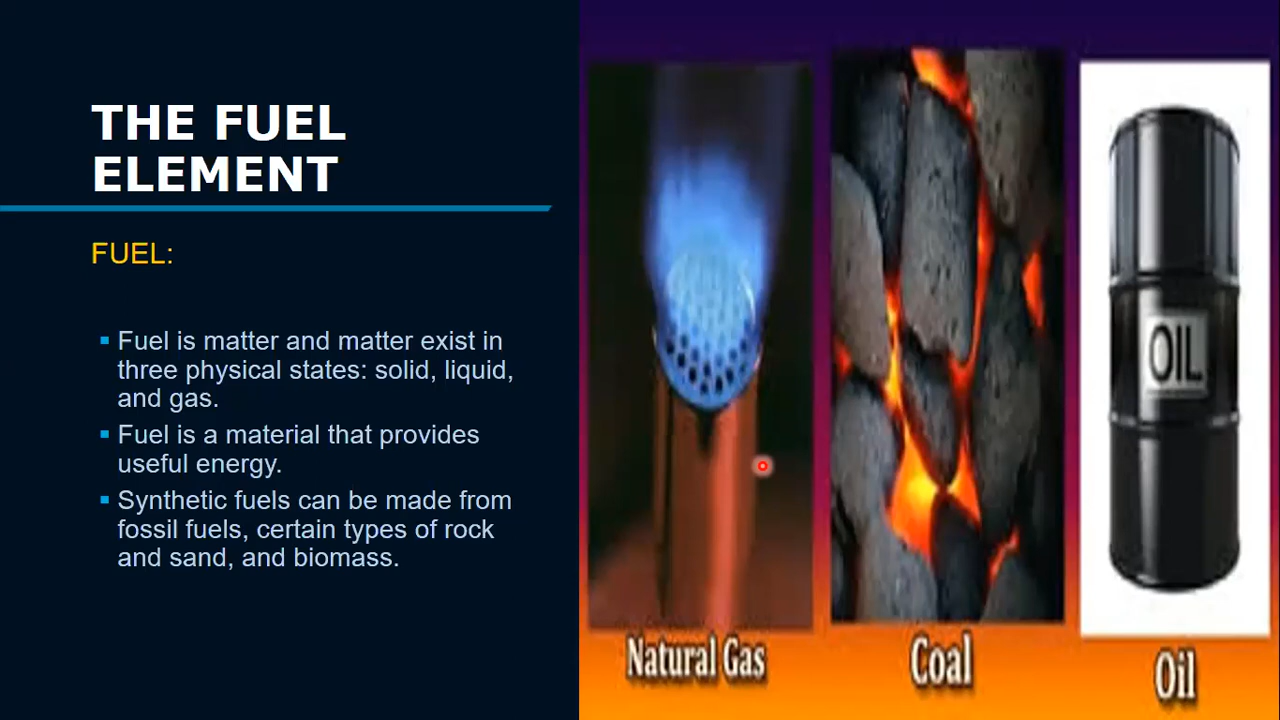 THE FUEL
ELEMENT
FUEL:
Fuel is matter and matter exist in
three physical states: solid, liquid,
and gas.
Fuel is a material that provides
useful energy.
Synthetic fuels can be made from
fossil fuels, certain types of rock
and sand, and biomass.
OIL
Natural Gas
Coal
Oil